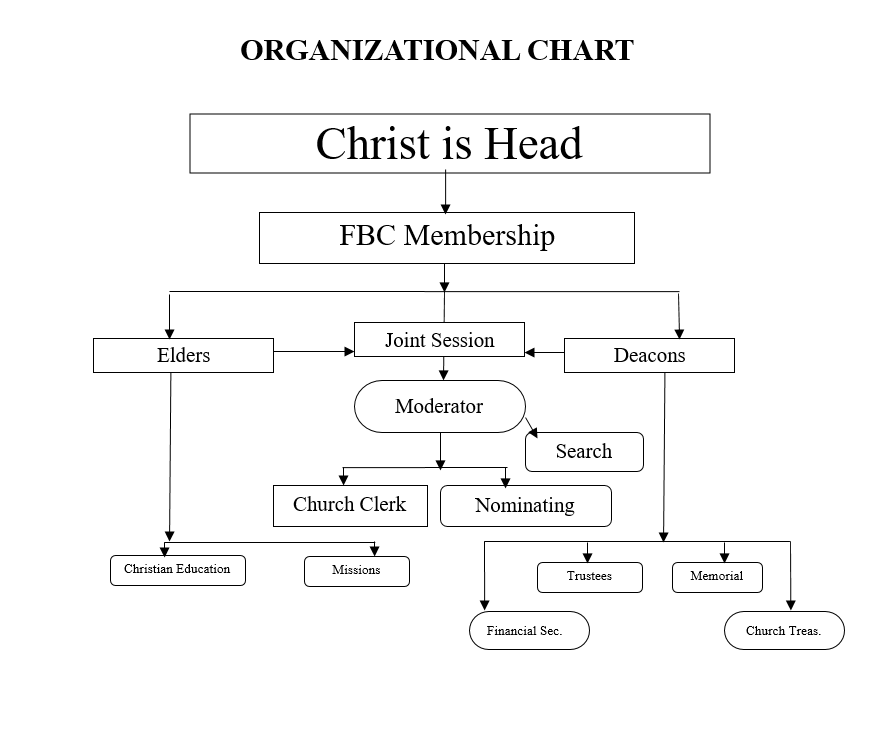 ORGANIZATIONAL CHART
Christ is Head
FBC Membership
Elders
Joint Session
Deacons
Moderator
Search
Church Clerk
Nominating
Christian Education
Missions
Trustees
Memorial
Financial Sec.
Church Treas.